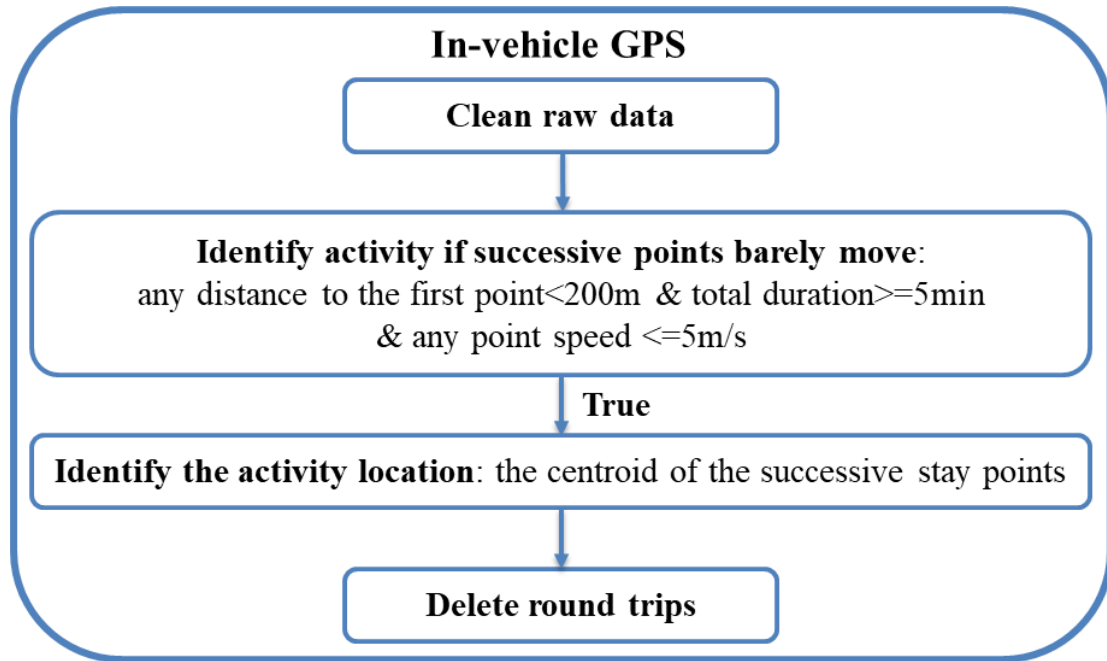 In-vehicle GPS
Clean raw data
Identify activity if successive points barely move:
any distance to the first point<200m & total duration>=5min
& any point speed <=5m/s
True
Identify the activity location: the centroid of the successive stay points
Delete round trips